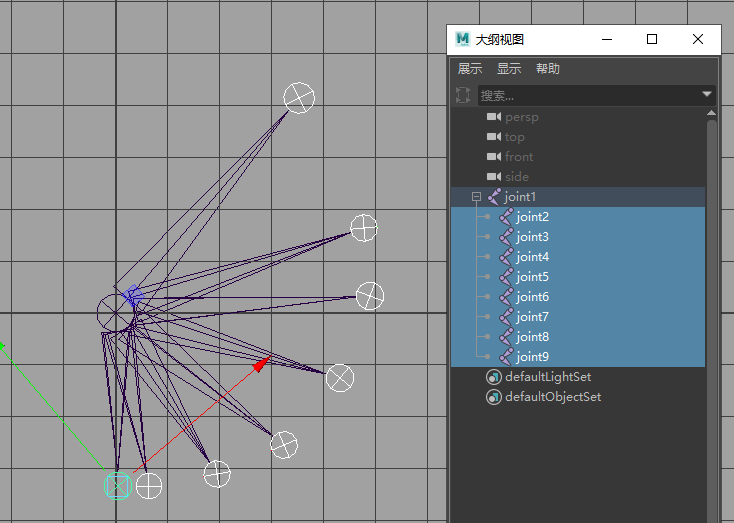 大纲视图
展示 显示 帮助
搜索...
persp
top
front
side
joint1
joint2
joint3
joint4
joint5
joint6
joint7
joint8
joint9
defaultLightSet
defaultObjectSet